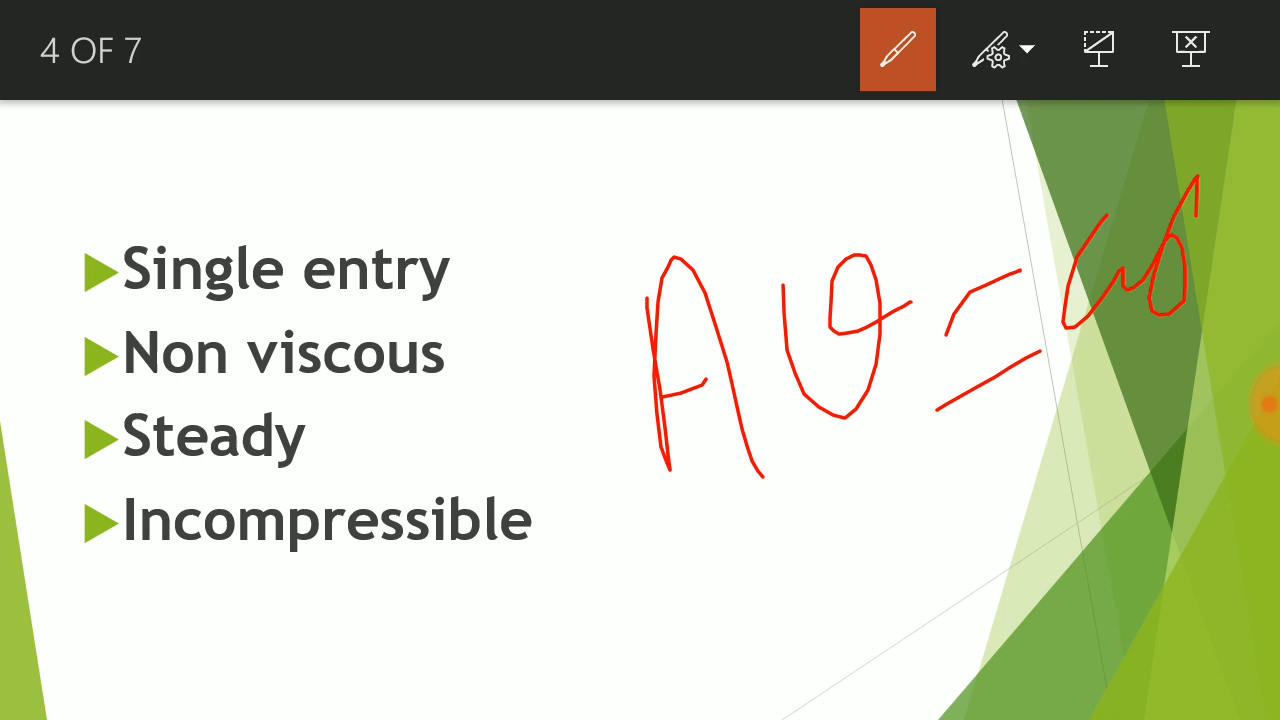 4 OF 7
Single entry
Non viscous
Steady
Incompressible
A v =